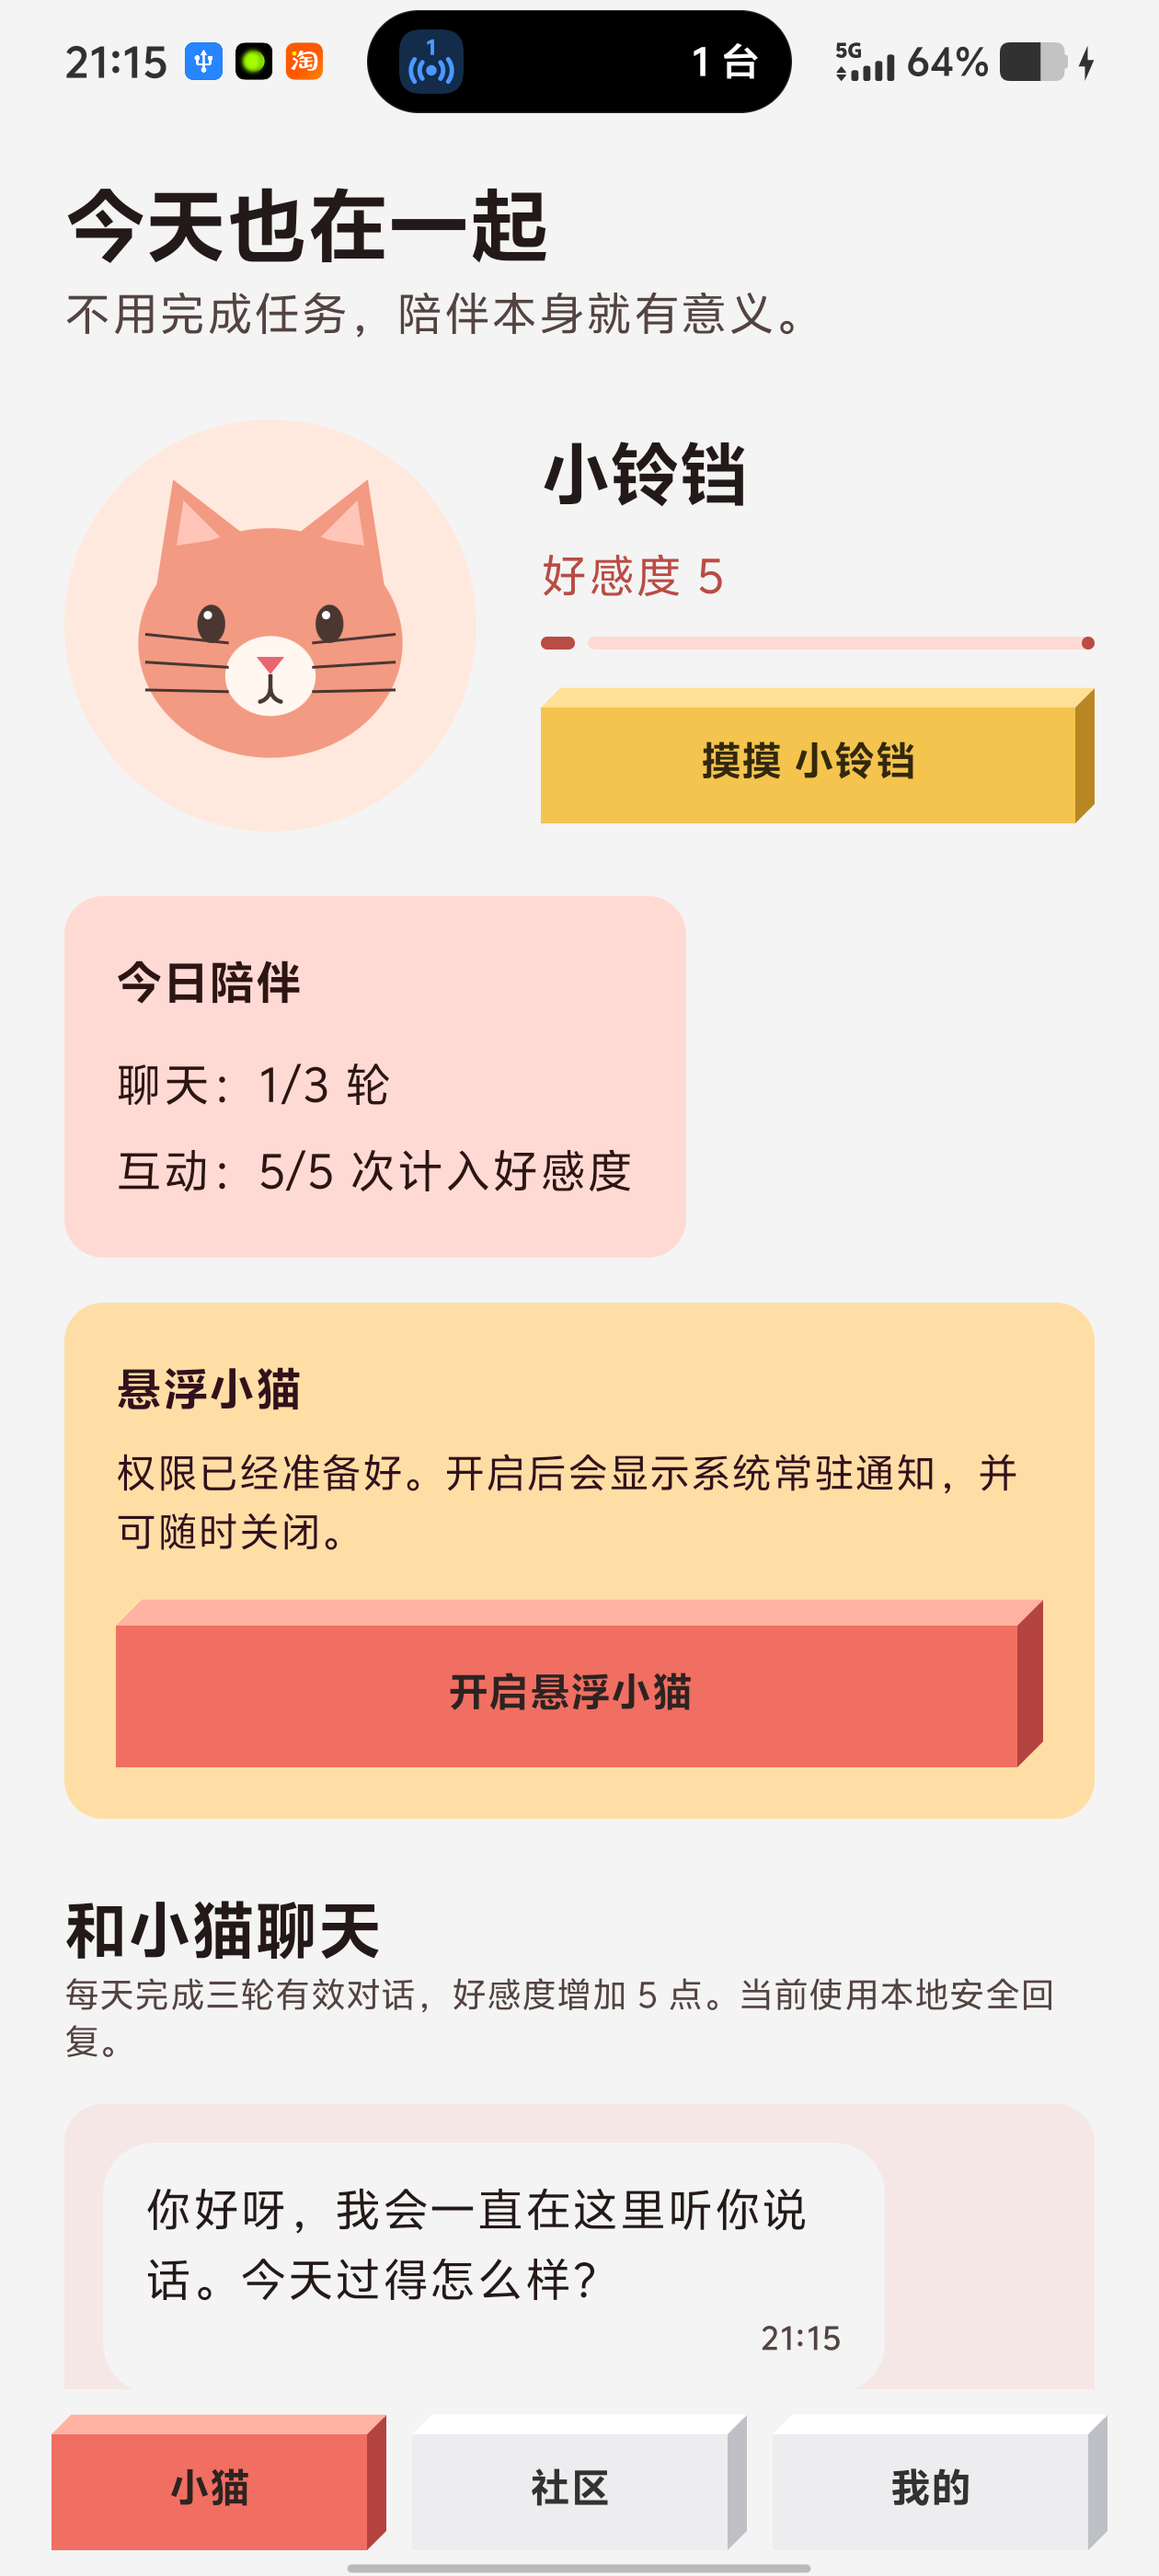 21:15
淘
1
1 台
5G
64%
今天也在一起
不用完成任务，陪伴本身就有意义。
小铃铛
好感度 5
摸摸 小铃铛
今日陪伴
聊天：1/3 轮
互动：5/5 次计入好感度
悬浮小猫
权限已经准备好。开启后会显示系统常驻通知，并
可随时关闭。
开启悬浮小猫
和小猫聊天
每天完成三轮有效对话，好感度增加 5 点。当前使用本地安全回
复。
你好呀，我会一直在这里听你说
话。今天过得怎么样？
21:15
小猫
社区
我的